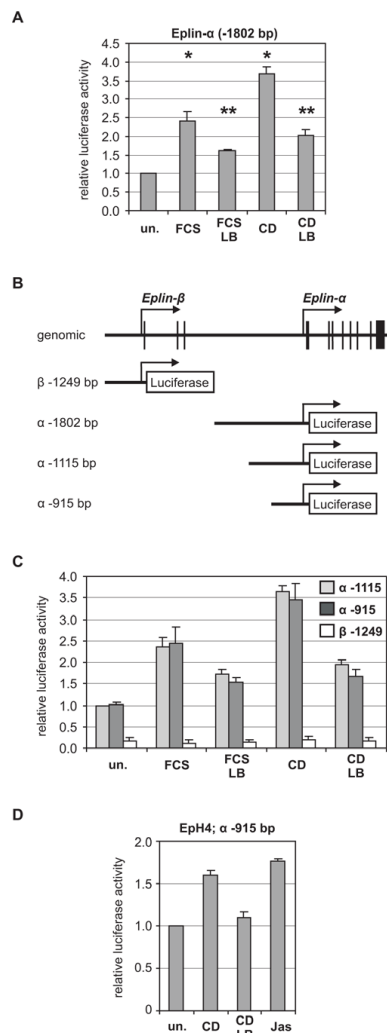 A
Eplin-α (-1802 bp)
relative luciferase activity
4.5
4.0
3.5
3.0
2.5
2.0
1.5
1.0
0.5
0.0
* ** * **
un. FCS FCS LB CD CD LB
B
Eplin-β Eplin-α
genomic
β -1249 bp Luciferase
α -1802 bp Luciferase
α -1115 bp Luciferase
α -915 bp Luciferase
C
relative luciferase activity
4.0
3.5
3.0
2.5
2.0
1.5
1.0
0.5
0.0
α -1115
α -915
β -1249
un. FCS FCS LB CD CD LB
D
EpH4; α -915 bp
relative luciferase activity
2.0
1.5
1.0
0.5
0
un. CD CD LB Jas